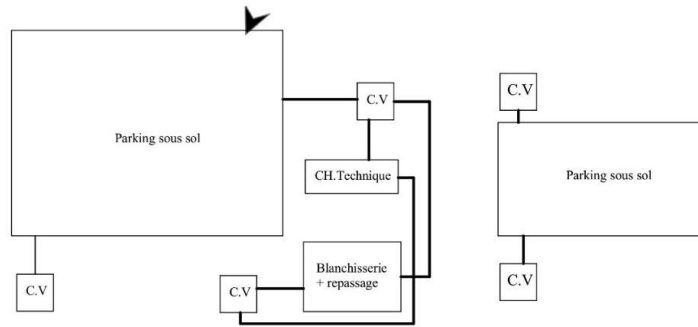 C.V
C.V
Parking sous sol
Parking sous sol
CH.Technique
Blanchisserie
+ repassage
C.V
C.V
C.V